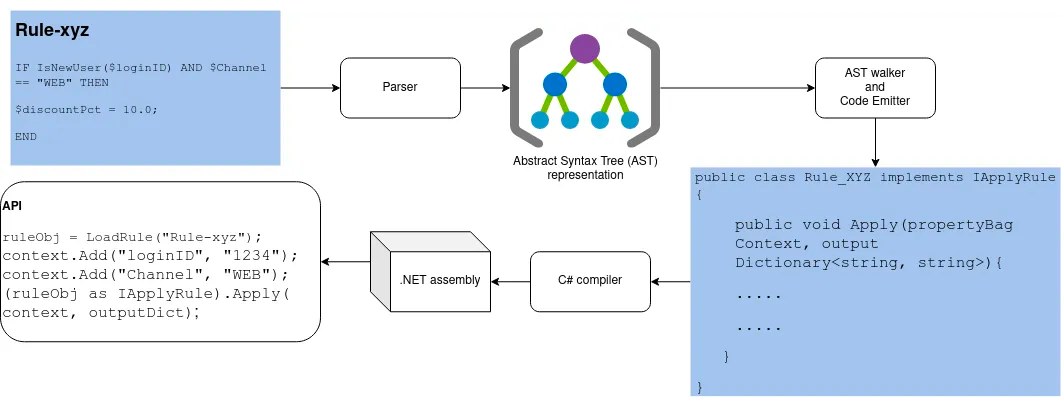 Rule-xyz
IF IsNewUser($loginID) AND $Channel
== "WEB" THEN
$discountPct = 10.0;
END
Parser
Abstract Syntax Tree (AST)
representation
AST walker
and
Code Emitter
public class Rule_XYZ implements IApplyRule
{
public void Apply(propertyBag
Context, output
Dictionary<string, string>){
.....
.....
}
}
C# compiler
.NET assembly
API
ruleObj = LoadRule("Rule-xyz");
context.Add("loginID", "1234");
context.Add("Channel", "WEB");
(ruleObj as IApplyRule).Apply(
context, outputDict);